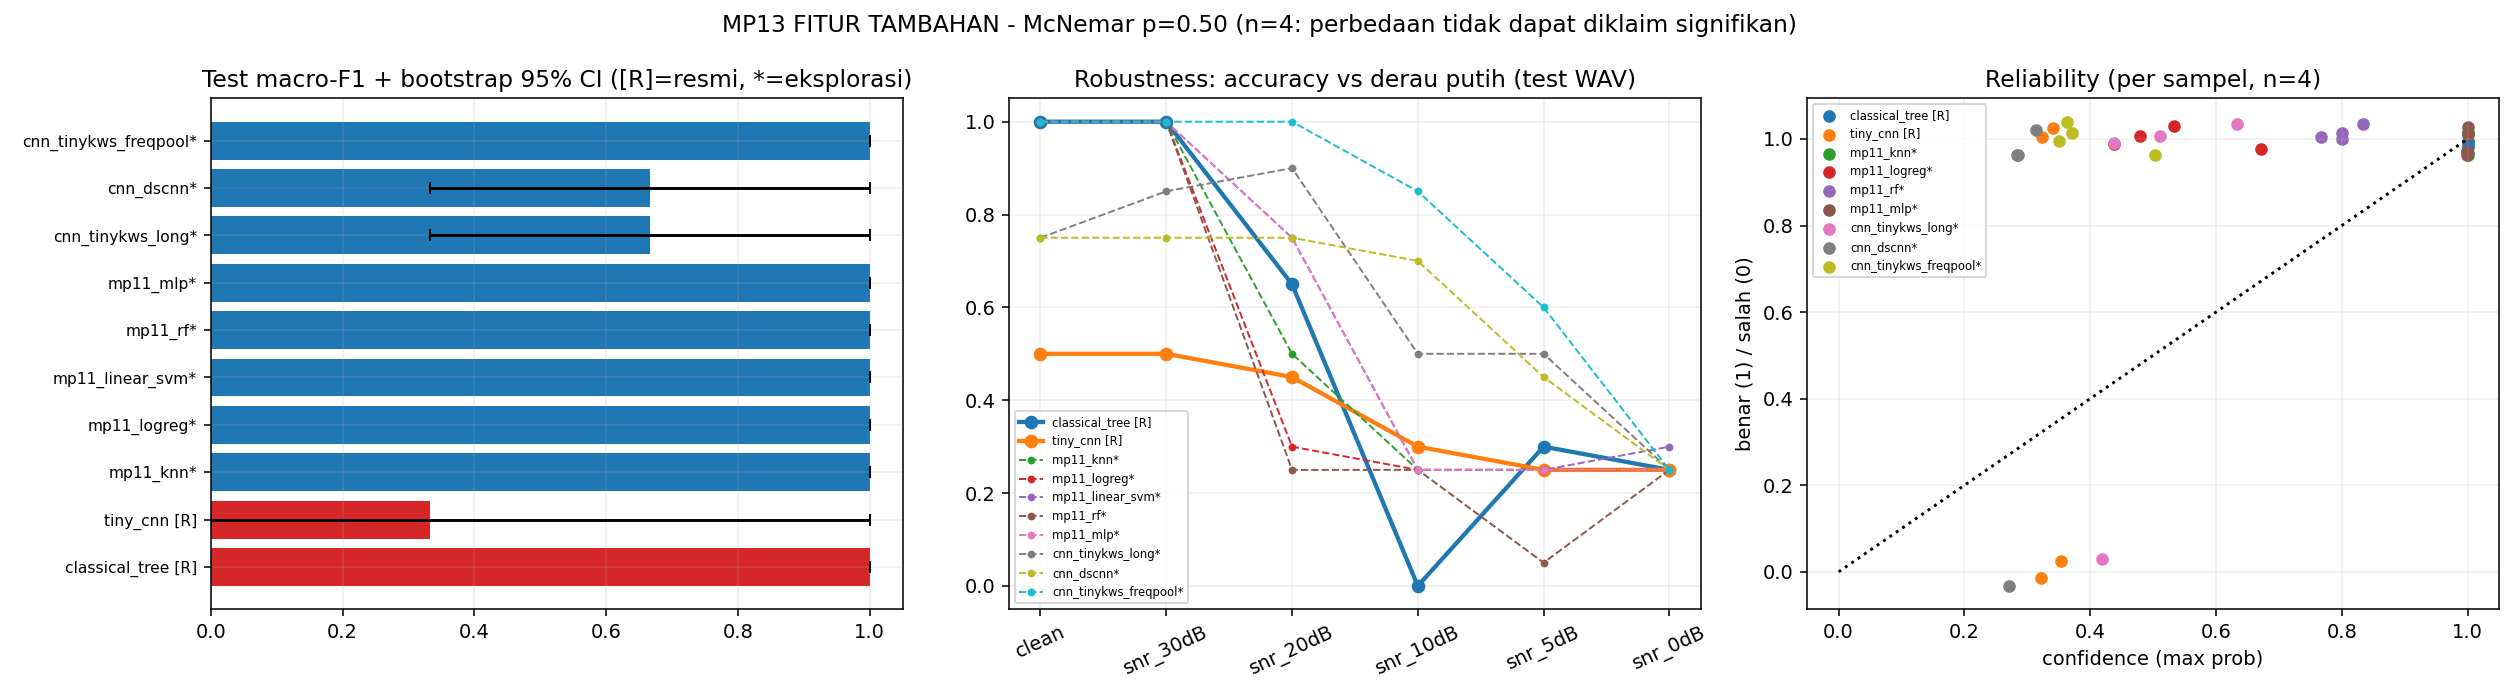 MP13 FITUR TAMBAHAN - McNemar p=0.50 (n=4: perbedaan tidak dapat diklaim signifikan)
Test macro-F1 + bootstrap 95% CI ([R]=resmi, *=eksplorasi)
cnn_tinykws_freqpool*
cnn_dscnn*
cnn_tinykws_long*
mp11_mlp*
mp11_rf*
mp11_linear_svm*
mp11_logreg*
mp11_knn*
tiny_cnn [R]
classical_tree [R]
0.0 0.2 0.4 0.6 0.8 1.0
Robustness: accuracy vs derau putih (test WAV)
1.0
0.8
0.6
0.4
0.2
0.0
classical_tree [R]
tiny_cnn [R]
mp11_knn*
mp11_logreg*
mp11_linear_svm*
mp11_rf*
mp11_mlp*
cnn_tinykws_long*
cnn_dscnn*
cnn_tinykws_freqpool*
clean snr_30dB snr_20dB snr_10dB snr_5dB snr_0dB
Reliability (per sampel, n=4)
benar (1) / salah (0)
1.0
0.8
0.6
0.4
0.2
0.0
classical_tree [R]
tiny_cnn [R]
mp11_knn*
mp11_logreg*
mp11_rf*
mp11_mlp*
cnn_tinykws_long*
cnn_dscnn*
cnn_tinykws_freqpool*
0.0 0.2 0.4 0.6 0.8 1.0
confidence (max prob)